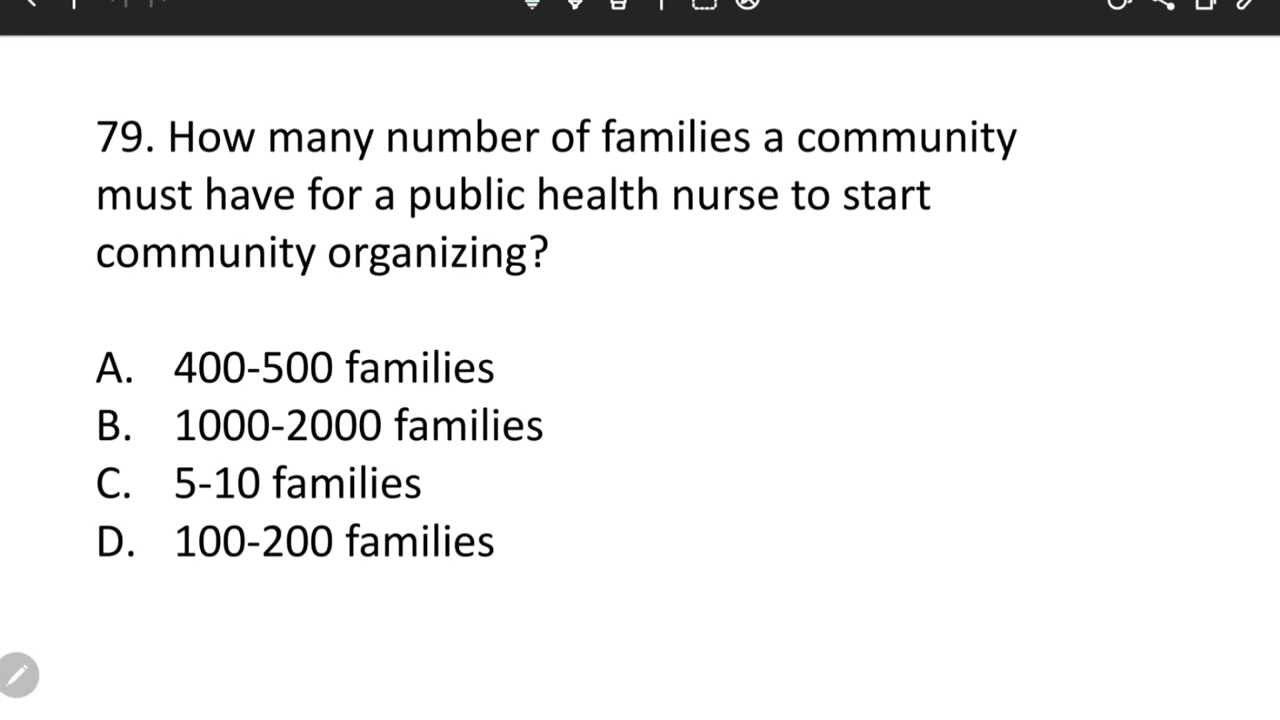 79. How many number of families a community
must have for a public health nurse to start
community organizing?
A. 400-500 families
B. 1000-2000 families
C. 5-10 families
D. 100-200 families